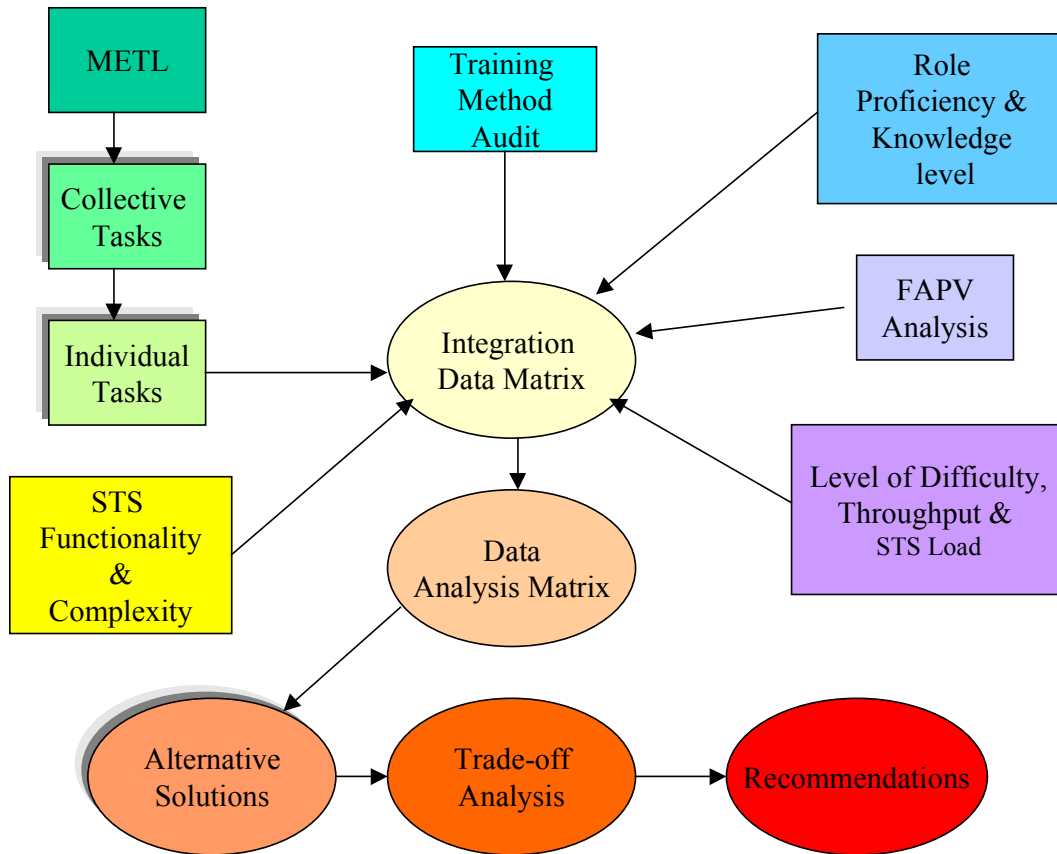 METL
Training
Method
Audit
Role
Proficiency &
Knowledge
level
Collective
Tasks
FAPV
Analysis
Individual
Tasks
Integration
Data Matrix
STS
Functionality
&
Complexity
Level of Difficulty,
Throughput &
STS Load
Data
Analysis Matrix
Alternative
Solutions
Trade-off
Analysis
Recommendations